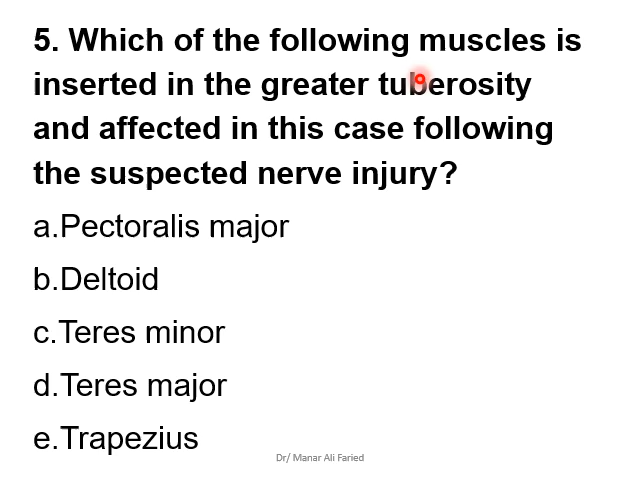 5. Which of the following muscles is
inserted in the greater tuberosity
and affected in this case following
the suspected nerve injury?
a.Pectoralis major
b.Deltoid
c.Teres minor
d.Teres major
e.Trapezius
Dr/ Manar Ali Faried